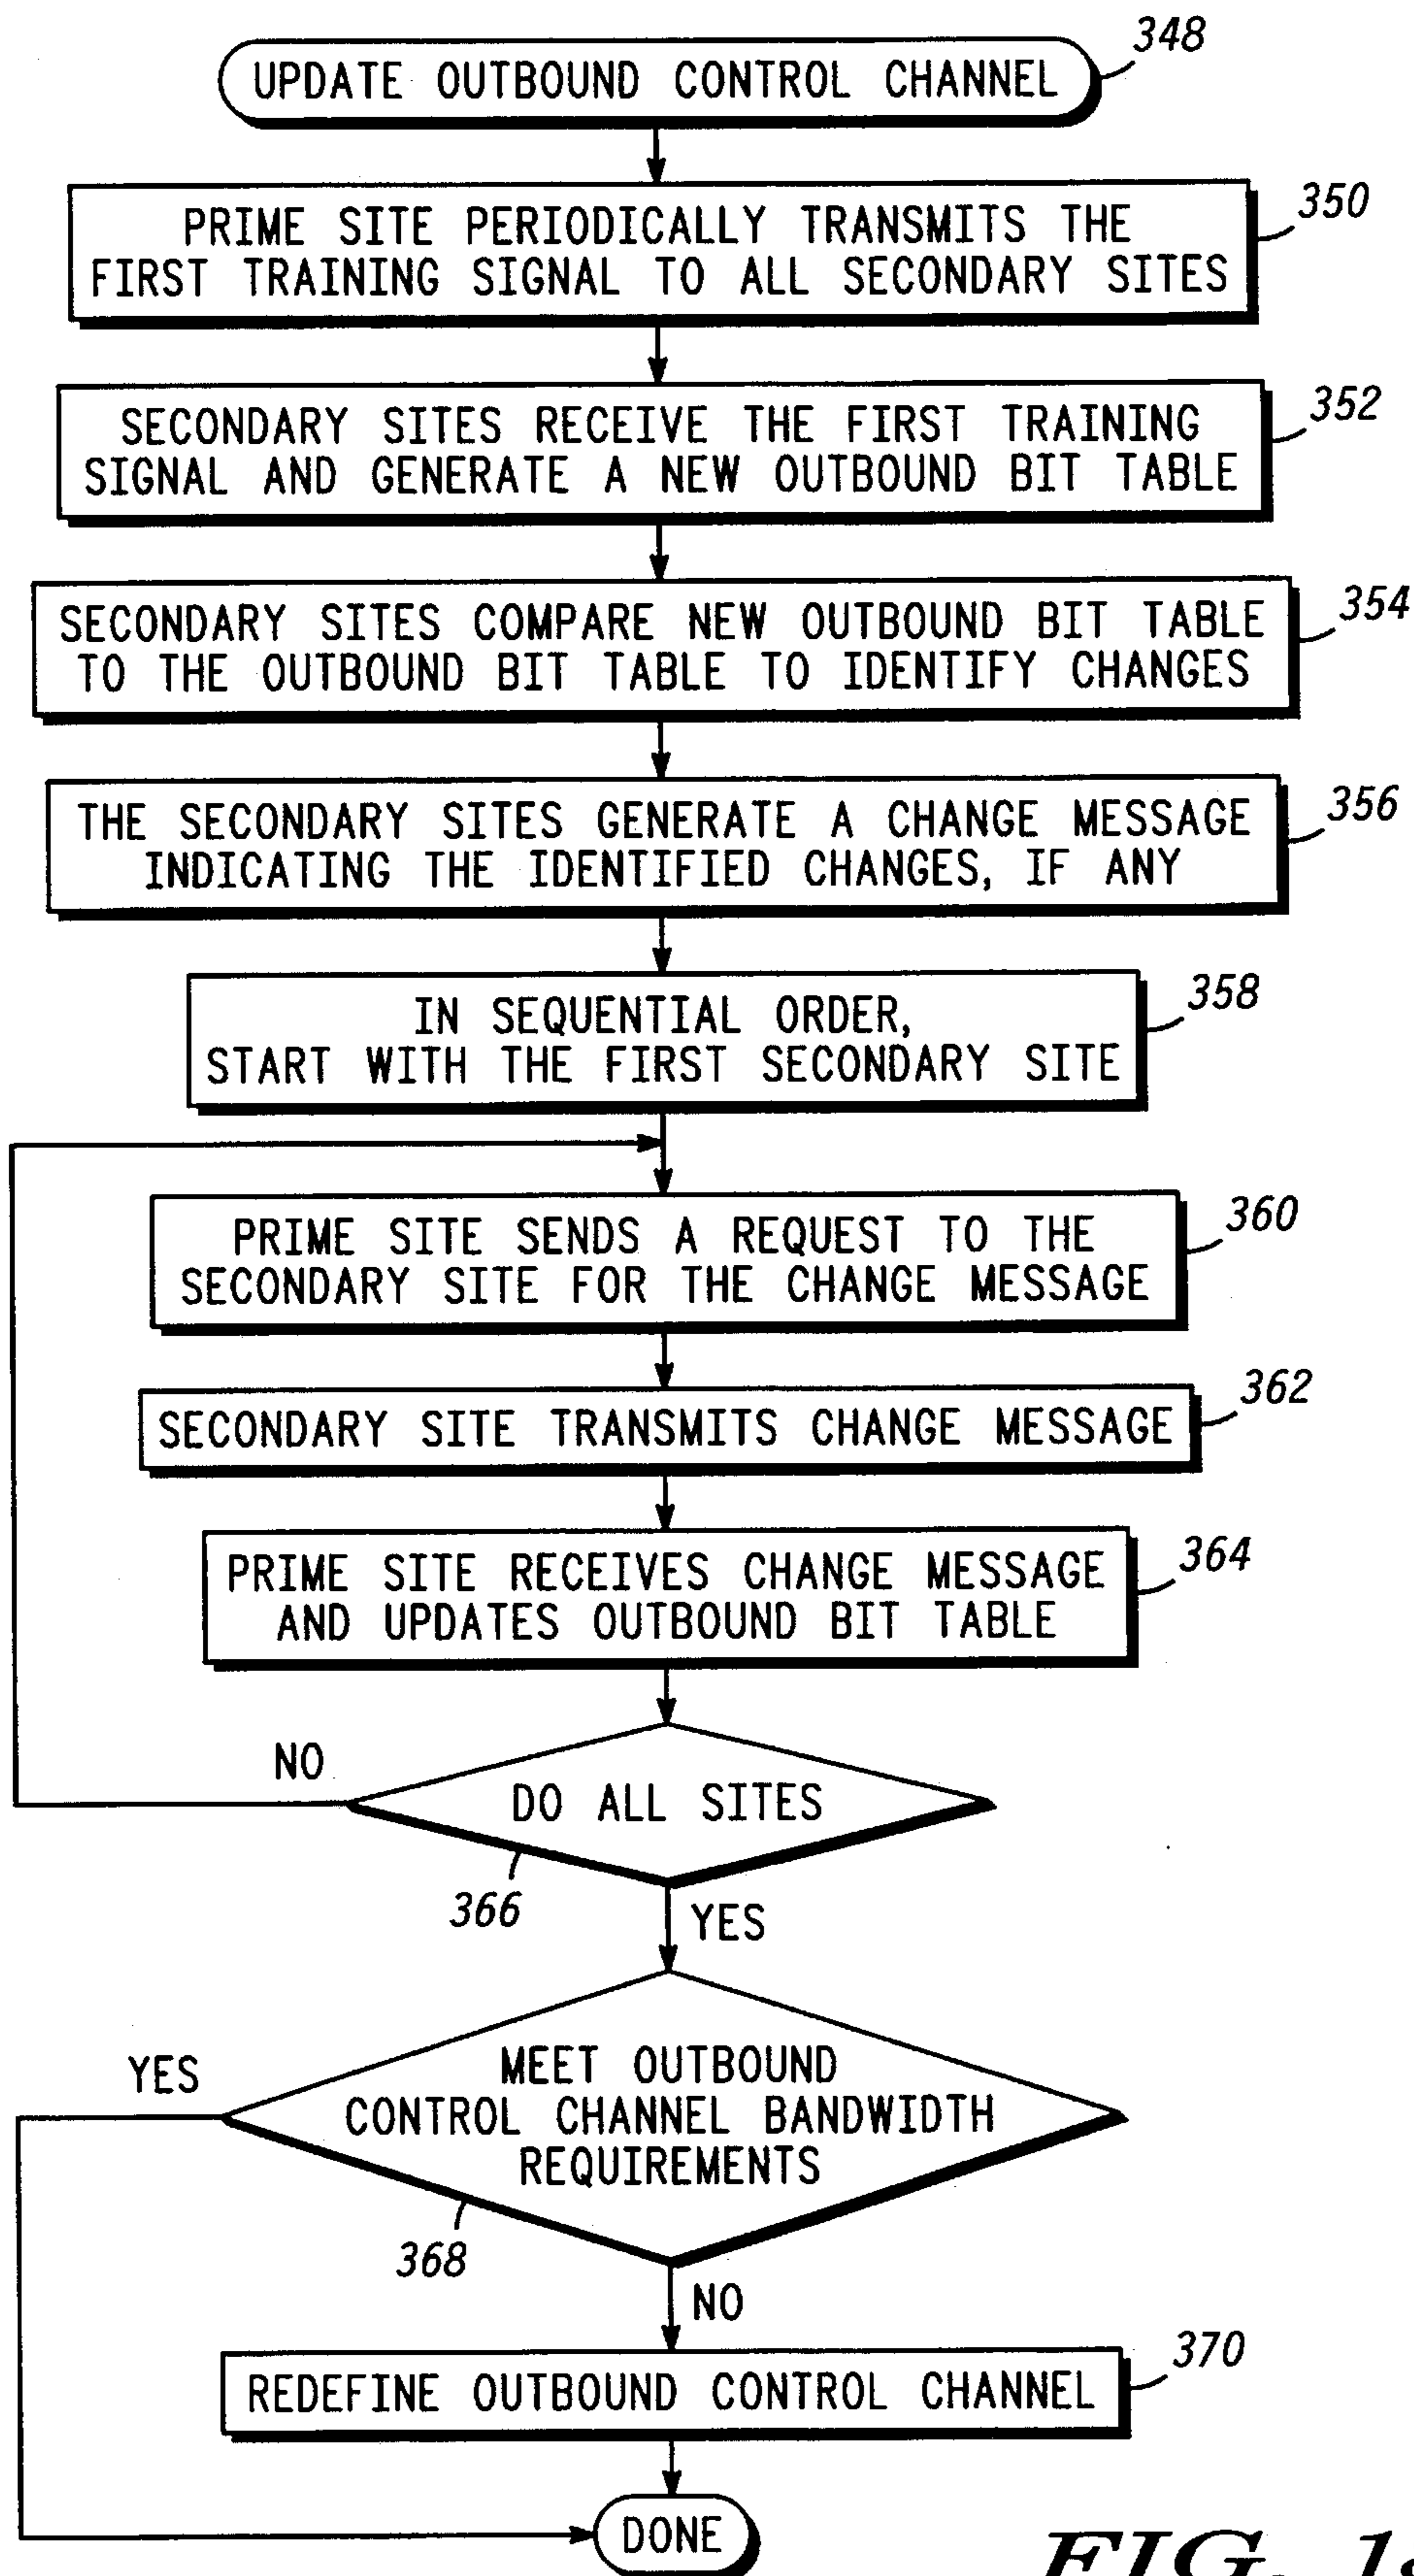 348
UPDATE OUTBOUND CONTROL CHANNEL
350
PRIME SITE PERIODICALLY TRANSMITS THE
FIRST TRAINING SIGNAL TO ALL SECONDARY SITES
352
SECONDARY SITES RECEIVE THE FIRST TRAINING
SIGNAL AND GENERATE A NEW OUTBOUND BIT TABLE
354
SECONDARY SITES COMPARE NEW OUTBOUND BIT TABLE
TO THE OUTBOUND BIT TABLE TO IDENTIFY CHANGES
356
THE SECONDARY SITES GENERATE A CHANGE MESSAGE
INDICATING THE IDENTIFIED CHANGES, IF ANY
358
IN SEQUENTIAL ORDER,
START WITH THE FIRST SECONDARY SITE
360
PRIME SITE SENDS A REQUEST TO THE
SECONDARY SITE FOR THE CHANGE MESSAGE
362
SECONDARY SITE TRANSMITS CHANGE MESSAGE
364
PRIME SITE RECEIVES CHANGE MESSAGE
AND UPDATES OUTBOUND BIT TABLE
NO
DO ALL SITES
366
YES
YES
MEET OUTBOUND
CONTROL CHANNEL BANDWIDTH
REQUIREMENTS
368
NO
370
REDEFINE OUTBOUND CONTROL CHANNEL
DONE
FIG.